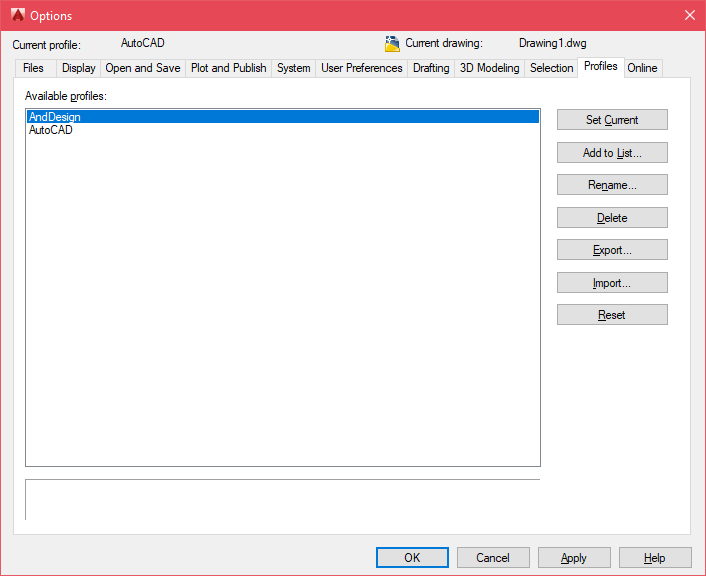 Options
Current profile: AutoCAD Current drawing: Drawing1.dwg
Files Display Open and Save Plot and Publish System User Preferences Drafting 3D Modeling Selection Profiles Online
Available profiles:
AndDesign
AutoCAD
Set Current
Add to List...
Rename...
Delete
Export...
Import...
Reset
OK Cancel Apply Help